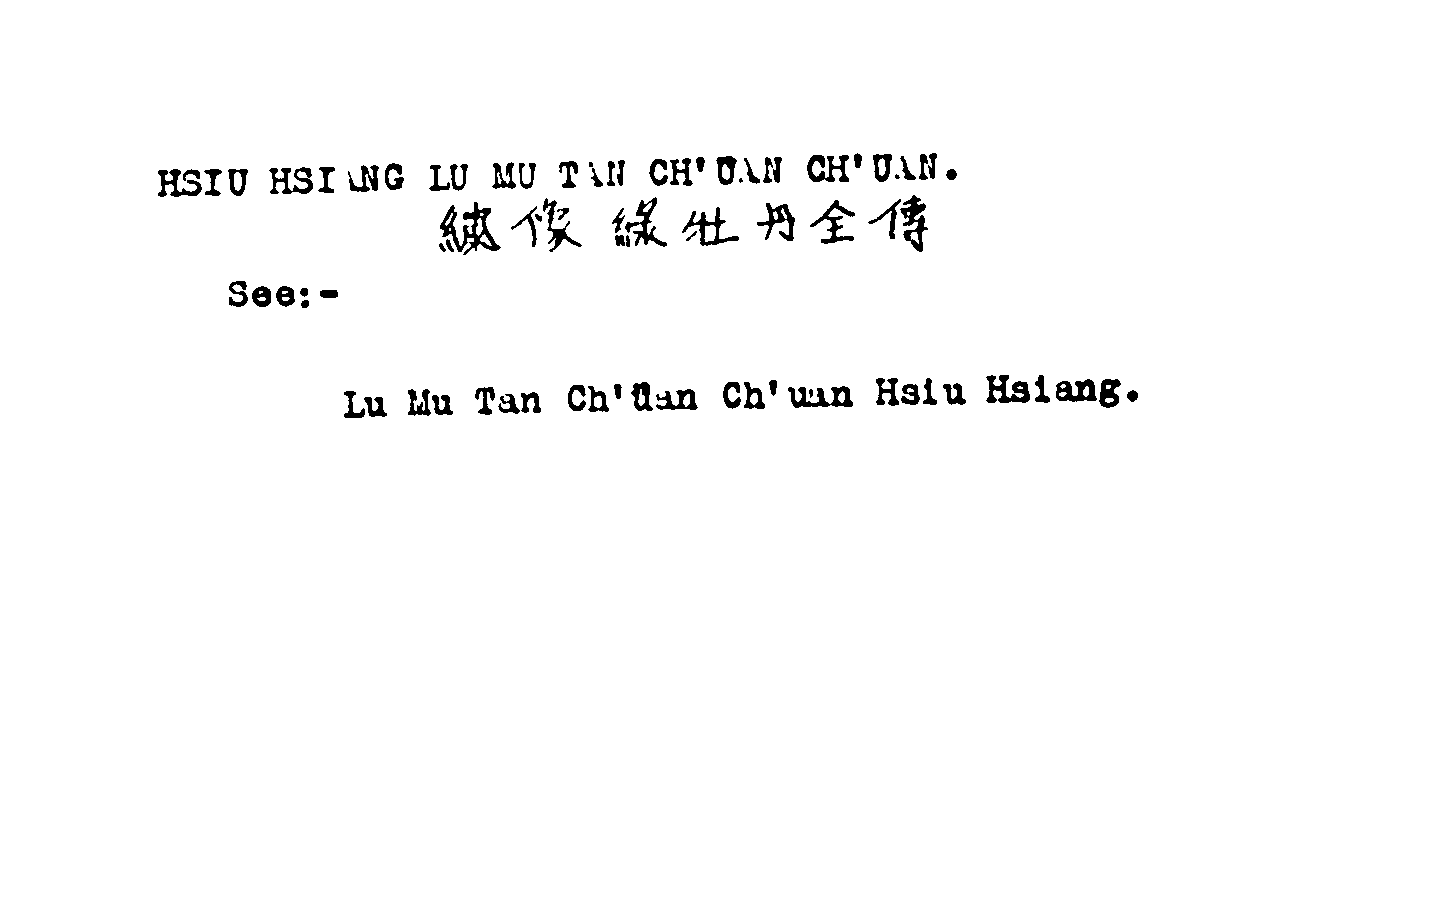 HSIU HSIANG LU MU TAN CH'ÜAN CH'UAN.
繡像綠牡丹全傳
See:-
Lu Mu Tan Ch'üan Ch'uan Hsiu Hsiang.